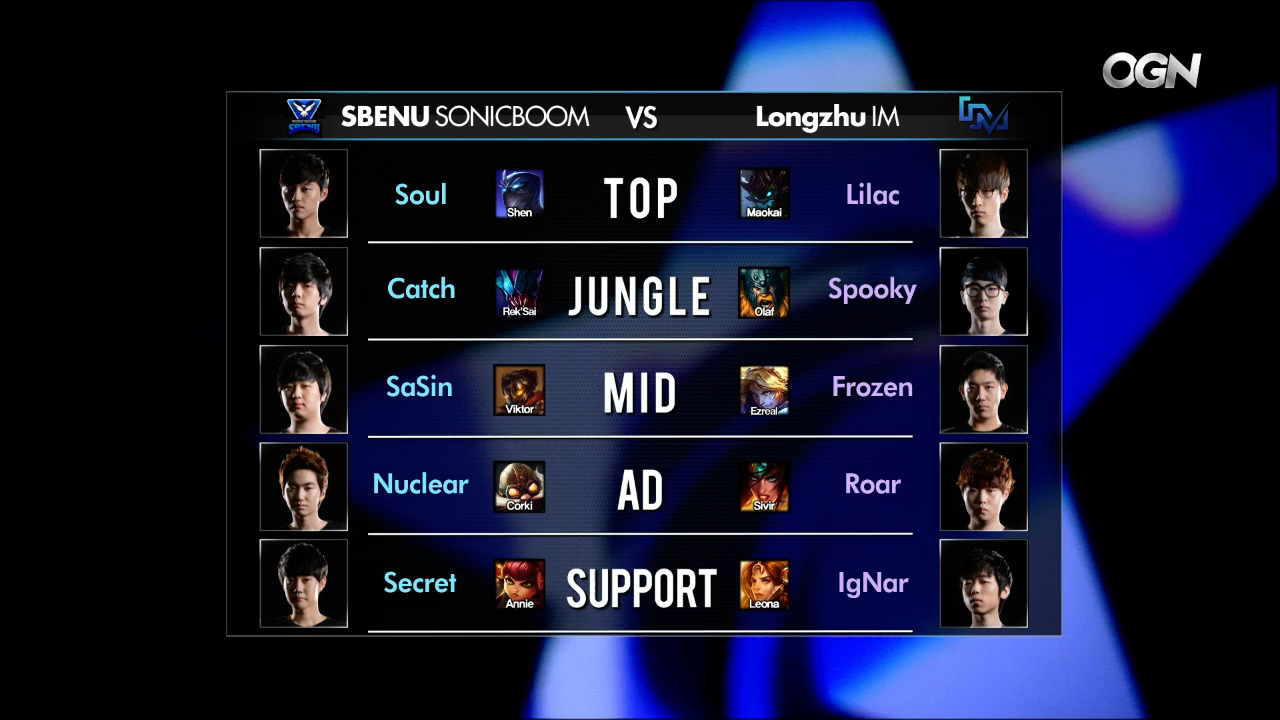 OGN
SBENU SONICBOOM VS Longzhu IM
SBENU
Soul Shen TOP Maokai Lilac
Catch Rek'Sai JUNGLE Olaf Spooky
SaSin Viktor MID Ezreal Frozen
Nuclear Corki AD Sivir Roar
Secret Annie SUPPORT Leona IgNar